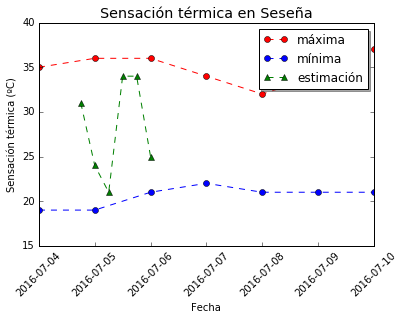 Sensación térmica en Seseña
40
35
30
25
20
15
Sensación térmica (ºC)
máxima
mínima
estimación
2016-07-04
2016-07-05
2016-07-06
2016-07-07
2016-07-08
2016-07-09
2016-07-10
Fecha